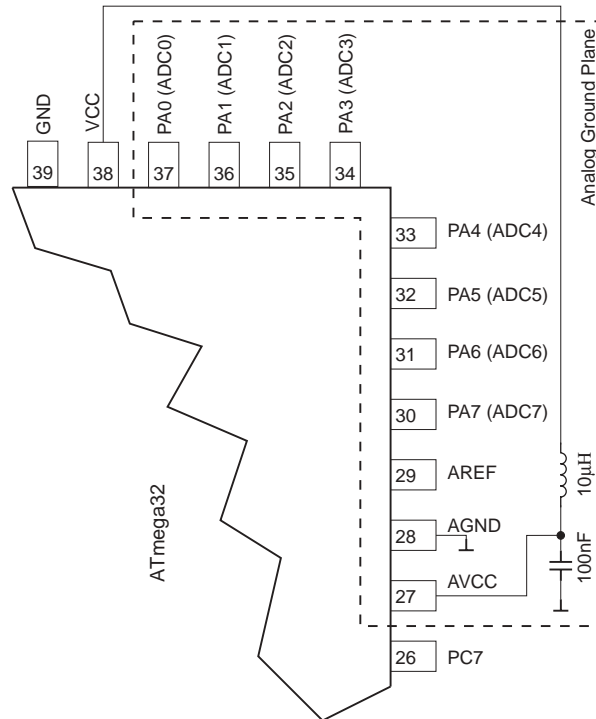 GND
VCC
PA0 (ADC0)
PA1 (ADC1)
PA2 (ADC2)
PA3 (ADC3)
Analog Ground Plane
39
38
37
36
35
34
33
PA4 (ADC4)
32
PA5 (ADC5)
31
PA6 (ADC6)
30
PA7 (ADC7)
29
AREF
10μH
28
AGND
ATmega32
100nF
27
AVCC
26
PC7